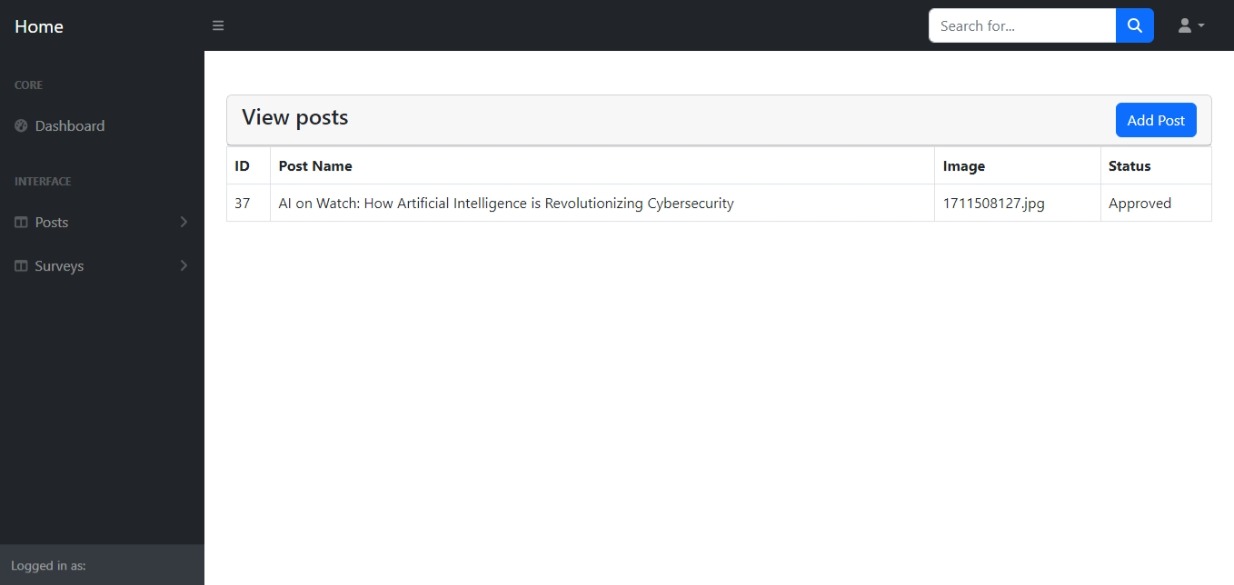 Home
Search for...
CORE
Dashboard
INTERFACE
Posts
Surveys
Logged in as:
View posts
Add Post
ID Post Name Image Status
37 AI on Watch: How Artificial Intelligence is Revolutionizing Cybersecurity 1711508127.jpg Approved